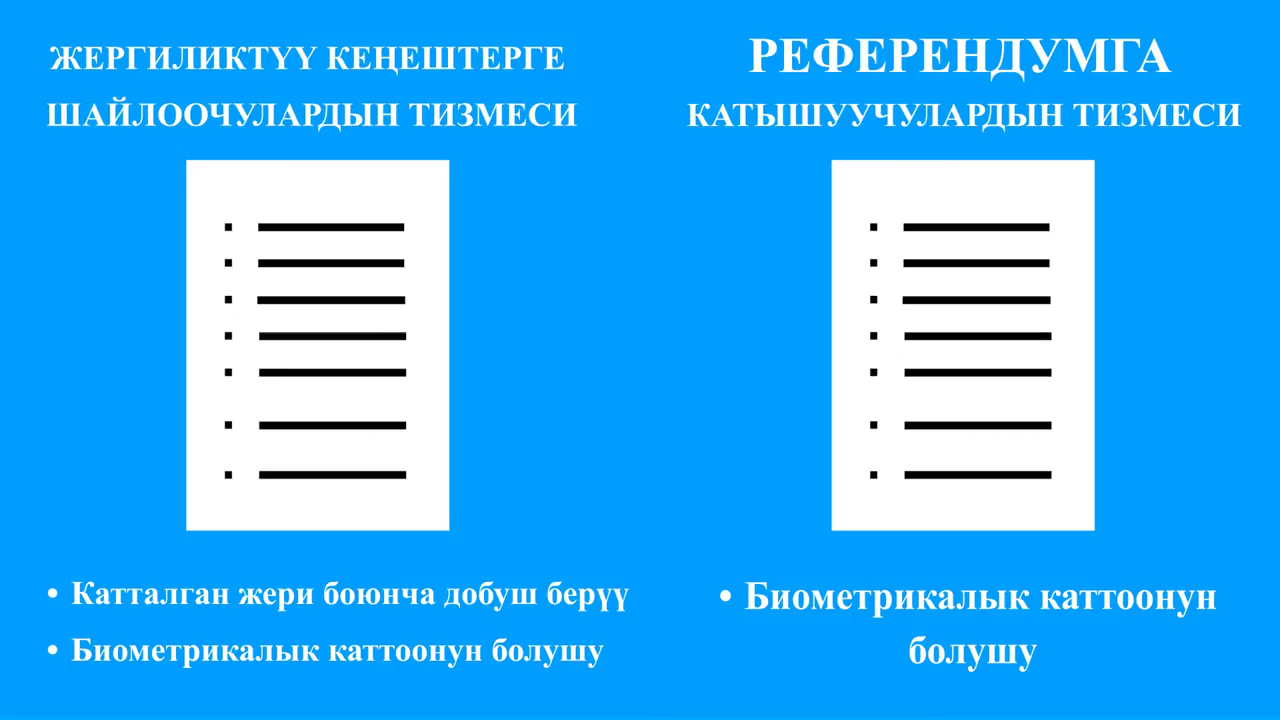 ЖЕРГИЛИКТҮҮ КЕҢЕШТЕРГЕ
ШАЙЛООЧУЛАРДЫН ТИЗМЕСИ
• Катталган жери боюнча добуш берүү
• Биометрикалык каттоонун болушу
РЕФЕРЕНДУМГА
КАТЫШУУЧУЛАРДЫН ТИЗМЕСИ
• Биометрикалык каттоонун
болушу